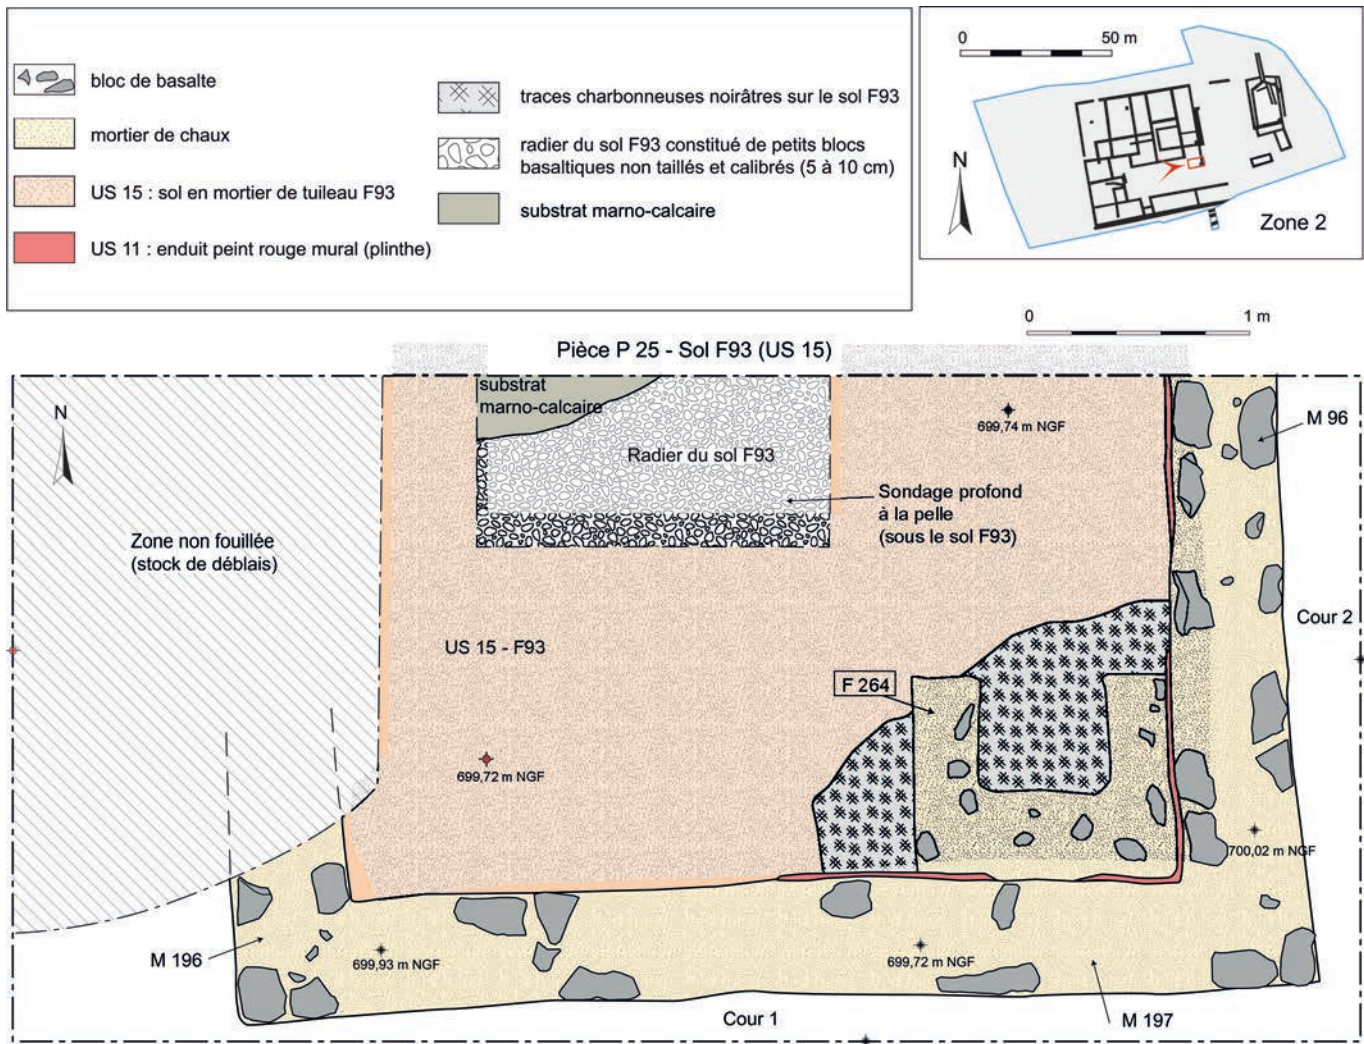 bloc de basalte
mortier de chaux
US 15 : sol en mortier de tuileau F93
US 11 : enduit peint rouge mural (plinthe)
traces charbonneuses noirâtres sur le sol F93
radier du sol F93 constitué de petits blocs
basaltiques non taillés et calibrés (5 à 10 cm)
substrat marno-calcaire
0 50 m
N
Zone 2
0 1 m
Pièce P 25 - Sol F93 (US 15)
N
substrat
marno-calcaire
699,74 m NGF
M 96
Radier du sol F93
Sondage profond
à la pelle
(sous le sol F93)
Zone non fouillée
(stock de déblais)
Cour 2
US 15 - F93
F 264
699,72 m NGF
700,02 m NGF
M 196
699,93 m NGF
699,72 m NGF
Cour 1
M 197